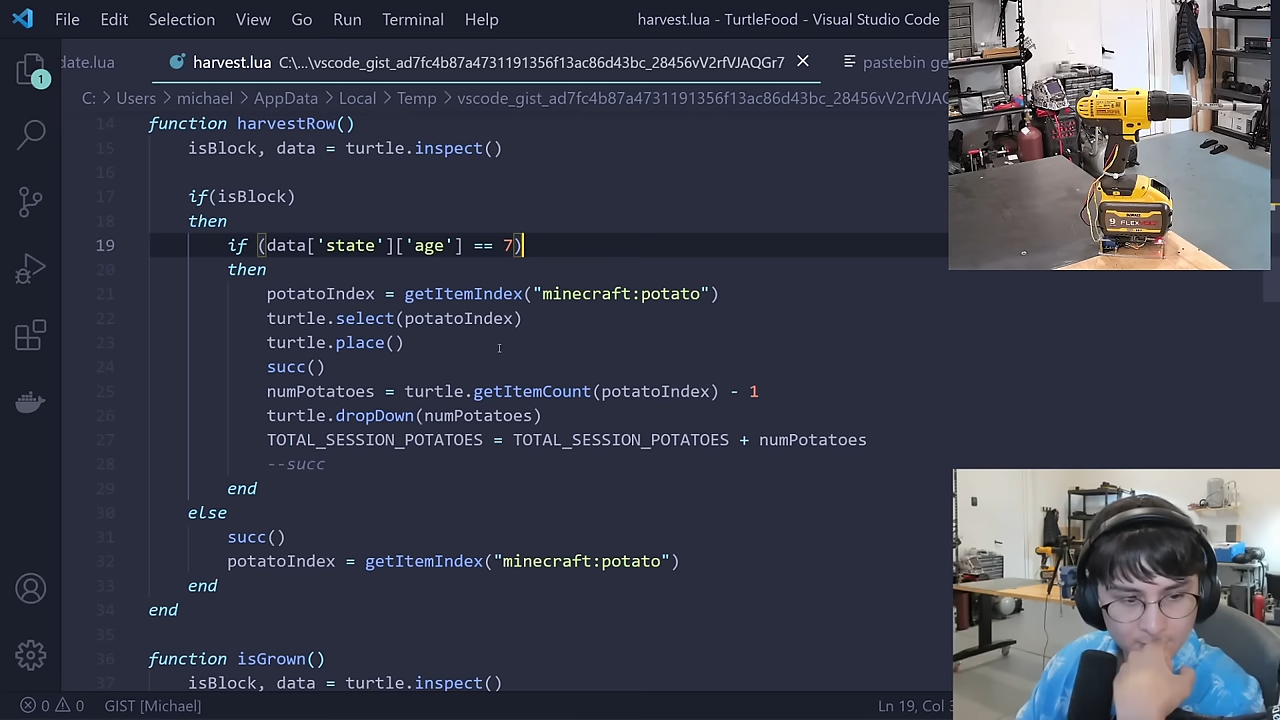 File Edit Selection View Go Run Terminal Help harvest.lua - TurtleFood - Visual Studio Code
date.lua harvest.lua C:\...\vscode_gist_ad7fc4b87a4731191356f13ac86d43bc_28456vV2rfVJAQGr7 pastebin ge
1
C: > Users > michael > AppData > Local > Temp > vscode_gist_ad7fc4b87a4731191356f13ac86d43bc_28456vV2rfVJAQ
14 function harvestRow()
15 isBlock, data = turtle.inspect()
16
17 if(isBlock)
18 then
19 if (data['state']['age'] == 7)
20 then
21 potatoIndex = getItemIndex("minecraft:potato")
22 turtle.select(potatoIndex)
23 turtle.place()
24 succ()
25 numPotatoes = turtle.getItemCount(potatoIndex) - 1
26 turtle.dropDown(numPotatoes)
27 TOTAL_SESSION_POTATOES = TOTAL_SESSION_POTATOES + numPotatoes
28 --succ
29 end
30 else
31 succ()
32 potatoIndex = getItemIndex("minecraft:potato")
33 end
34 end
35
36 function isGrown()
37 isBlock, data = turtle.inspect()
0 0 GIST [Michael] Ln 19, Col
9 FLEXVOLT